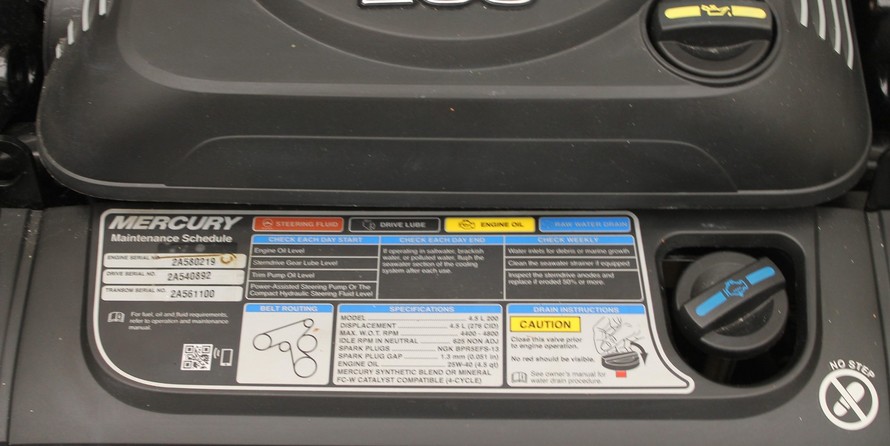 MERCURY
Maintenance Schedule
STEERING FLUID
DRIVE LUBE
ENGINE OIL
RAW WATER DRAIN
ENGINE SERIAL NO.
2A580219
DRIVE SERIAL NO.
2A540892
TRANSOM SERIAL NO.
2A561100
For fuel, oil and fluid requirements,
refer to operation and maintenance
manual.
CHECK EACH DAY START
Engine Oil Level
Sterndrive Gear Lube Level
Trim Pump Oil Level
Power-Assisted Steering Pump Or The
Compact Hydraulic Steering Fluid Level
CHECK EACH DAY END
If operating in saltwater, brackish
water, or polluted water, flush the
seawater section of the cooling
system after each use.
CHECK WEEKLY
Water inlets for debris or marine growth
Clean the seawater strainer if equipped
Inspect the sterndrive anodes and
replace if eroded 50% or more.
BELT ROUTING
SPECIFICATIONS
MODEL 4.5 L 200
DISPLACEMENT 4.5 L (276 CID)
MAX. W.O.T. RPM 4400 - 4800
IDLE RPM IN NEUTRAL 625 NON ADJ
SPARK PLUGS NGK BPR5EFS-13
SPARK PLUG GAP 1.3 mm (0.051 in)
ENGINE OIL 25W-40 (4.5 qt)
MERCURY SYNTHETIC BLEND OR MINERAL
FC-W CATALYST COMPATIBLE (4-CYCLE)
DRAIN INSTRUCTIONS
CAUTION
Close this valve prior
to engine operation.
No red should be visible.
See owner's manual for
water drain procedure.
NO STEP